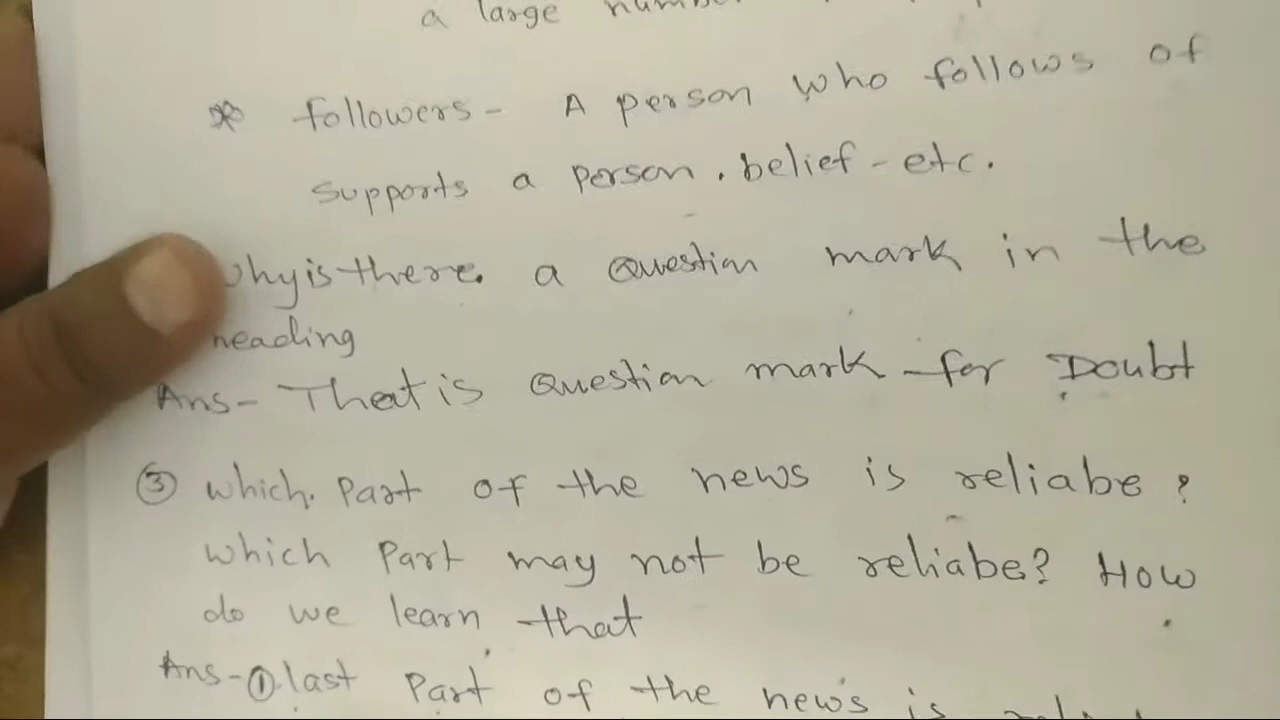 a large number
* followers - A person who follows of
supports a person. belief - etc.
why is there. a Question mark in the
heading
Ans - That is Question mark for Doubt
③ which. Part of the news is reliabe?
which Part may not be reliabe? How
do we learn that
Ans - ①. last Part of the news is